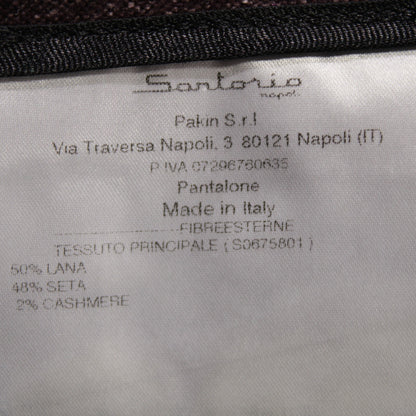 Sartorio
napoli
Pakin S.r.l
Via Traversa Napoli, 3 80121 Napoli (IT)
P.IVA 07296760635
Pantalone
Made in Italy
FIBREESTERNE
TESSUTO PRINCIPALE ( S0675801 )
50% LANA
48% SETA
2% CASHMERE